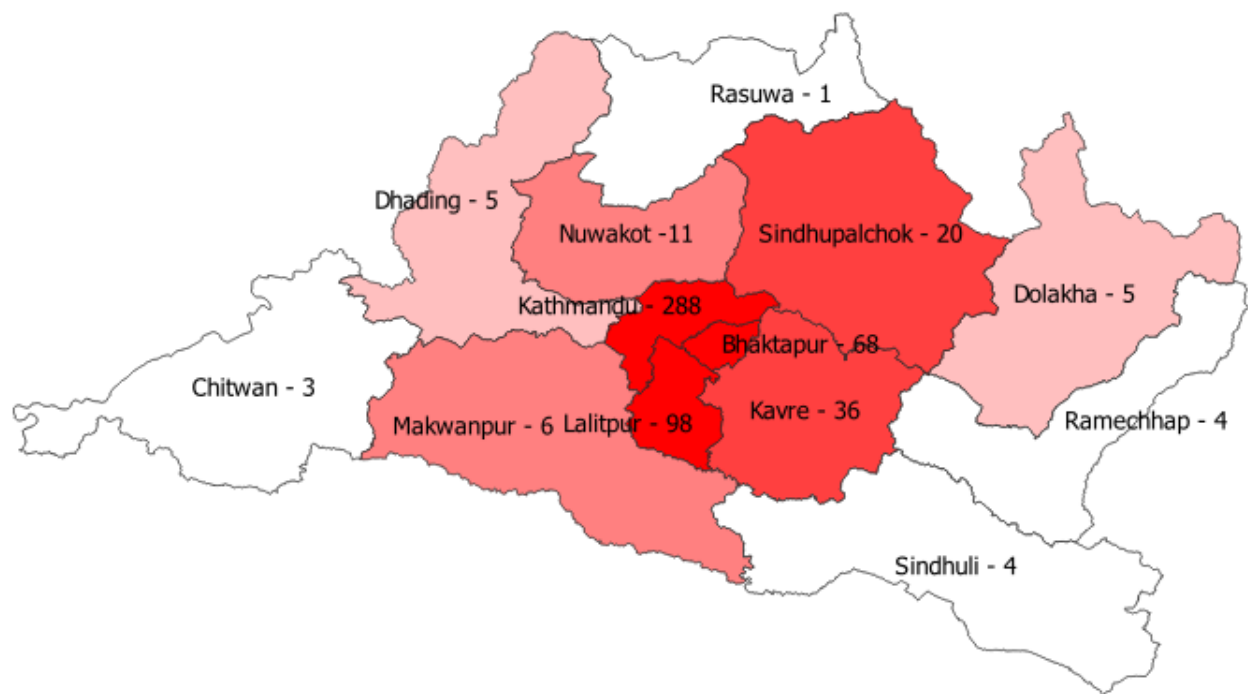 Rasuwa - 1
Dhading - 5
Nuwakot -11
Sindhupalchok - 20
Dolakha - 5
Kathmandu - 288
Bhaktapur - 68
Chitwan - 3
Kavre - 36
Ramechhap - 4
Makwanpur - 6
Lalitpur - 98
Sindhuli - 4